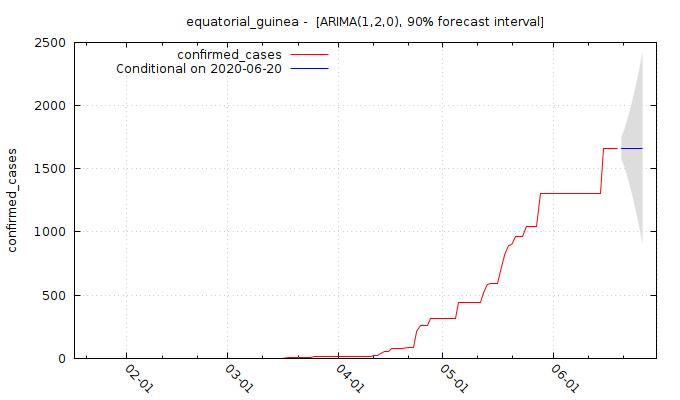 equatorial_guinea -  [ARIMA(1,2,0), 90% forecast interval]
confirmed_cases
Conditional on 2020-06-20
confirmed_cases
2500
2000
1500
1000
500
0
02-01
03-01
04-01
05-01
06-01